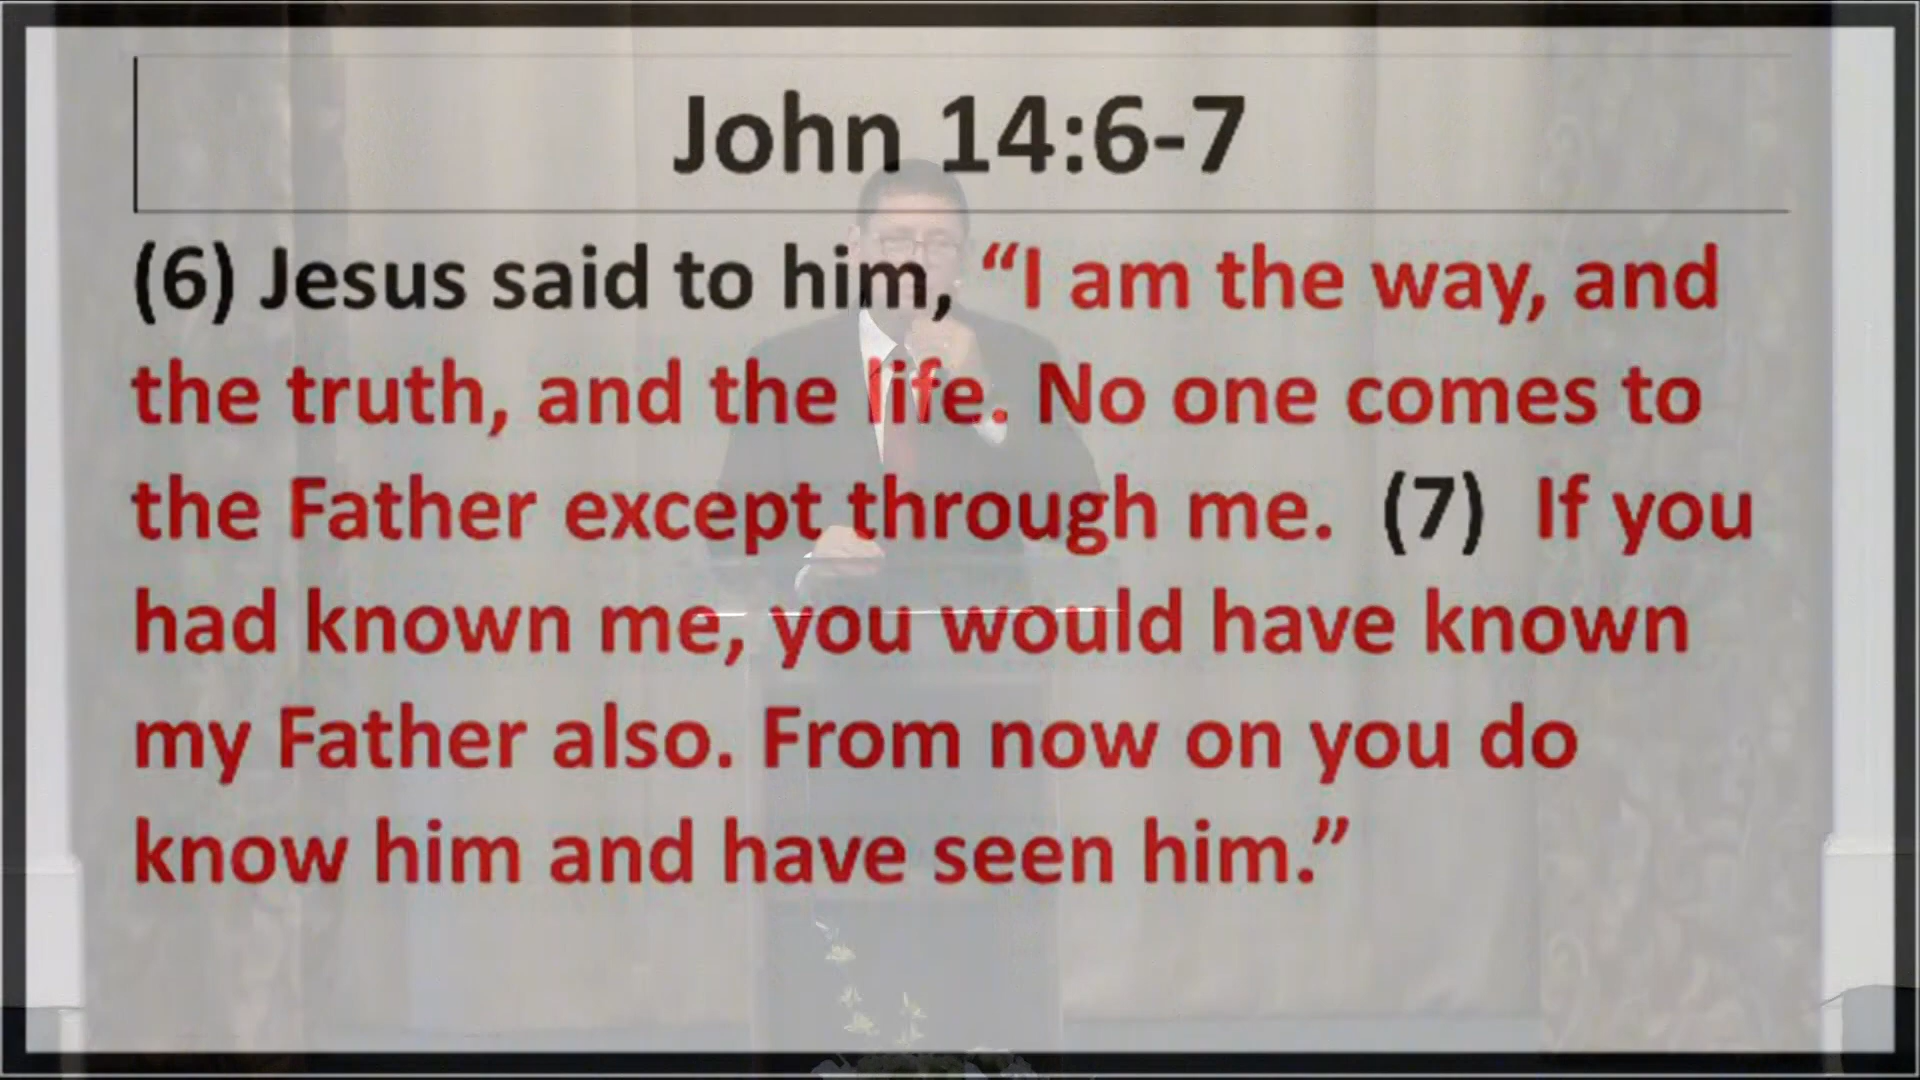 John 14:6-7
(6) Jesus said to him, “I am the way, and
the truth, and the life. No one comes to
the Father except through me.  (7)  If you
had known me, you would have known
my Father also. From now on you do
know him and have seen him.”